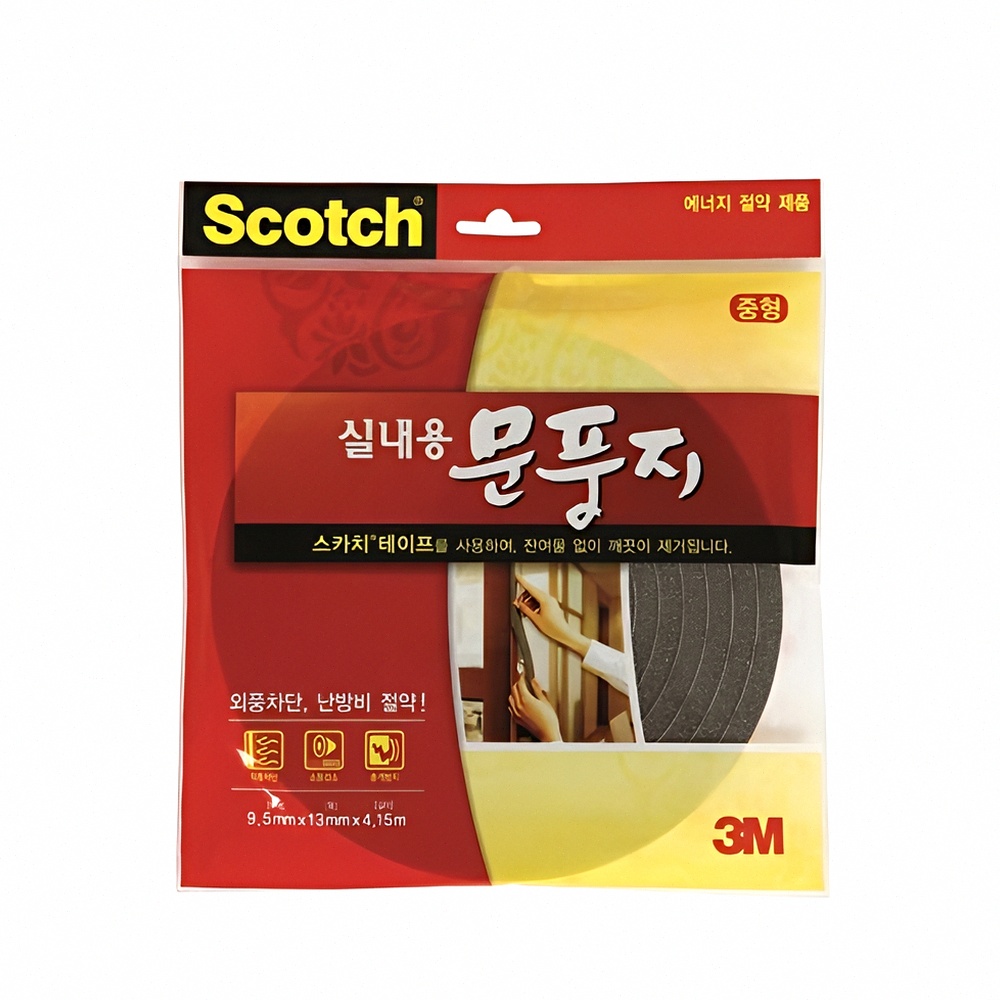 Scotch®
에너지 절약 제품
중형
실내용 문풍지
스카치®테이프를 사용하여, 잔여물 없이 깨끗이 제거됩니다.
외풍차단, 난방비 절약!
9.5mm x 13mm x 4.15m
3M